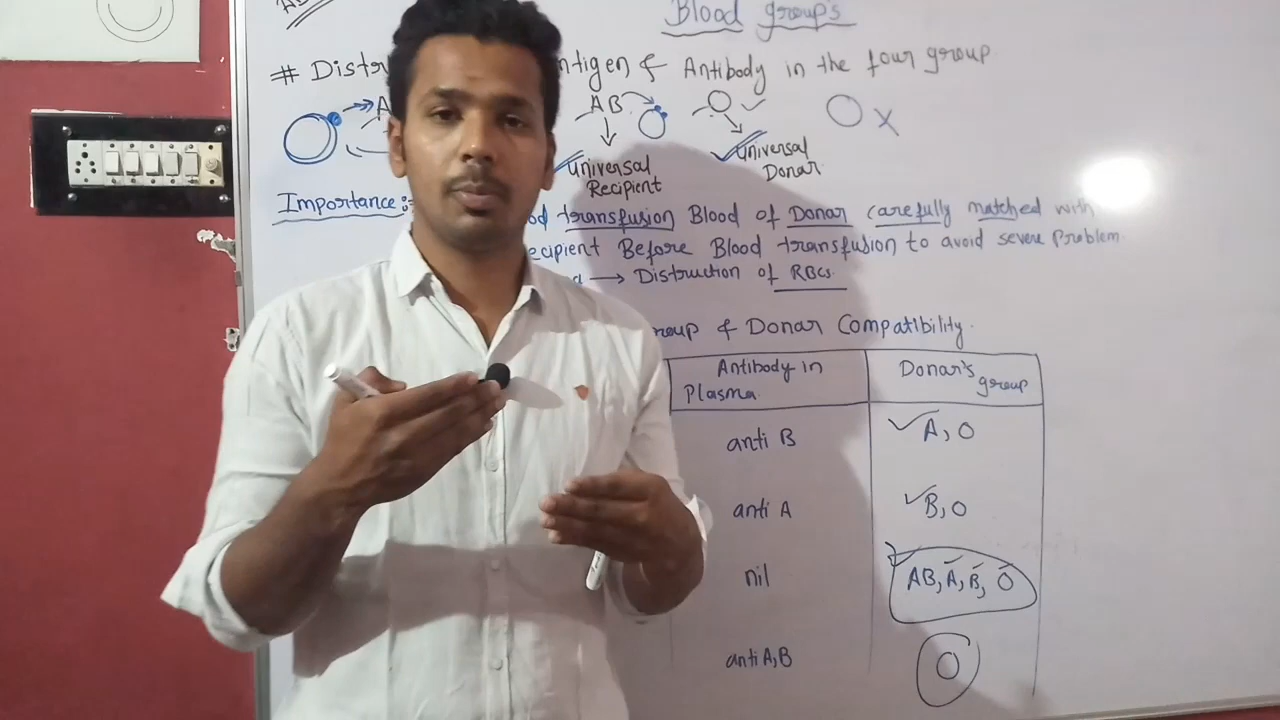 Blood group's
# Distr ntigen & Antibody in the four group
A
AB
O
O X
Universal Recipient
Universal Donar
Importance:- od transfusion Blood of Donar carefully matched with
ecipient Before Blood transfusion to avoid severe problem.
→ Distruction of RBCs.
roup & Donar Compatibility.
Antibody in Plasma
Donar's group
anti B
A, O
anti A
B, O
nil
AB, A, B, O
anti A, B
O